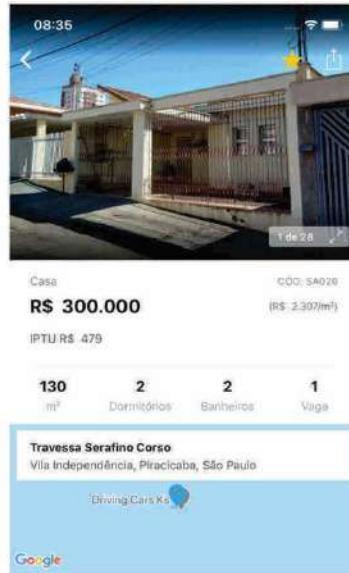 08:35
1 de 28
Casa CÓD: SA026
R$ 300.000 (R$ 2.307/m²)
IPTU R$ 479
130 2 2 1
m² Dormitórios Banheiros Vaga
Travessa Serafino Corso
Vila Independência, Piracicaba, São Paulo
Driving Cars Ks
Google